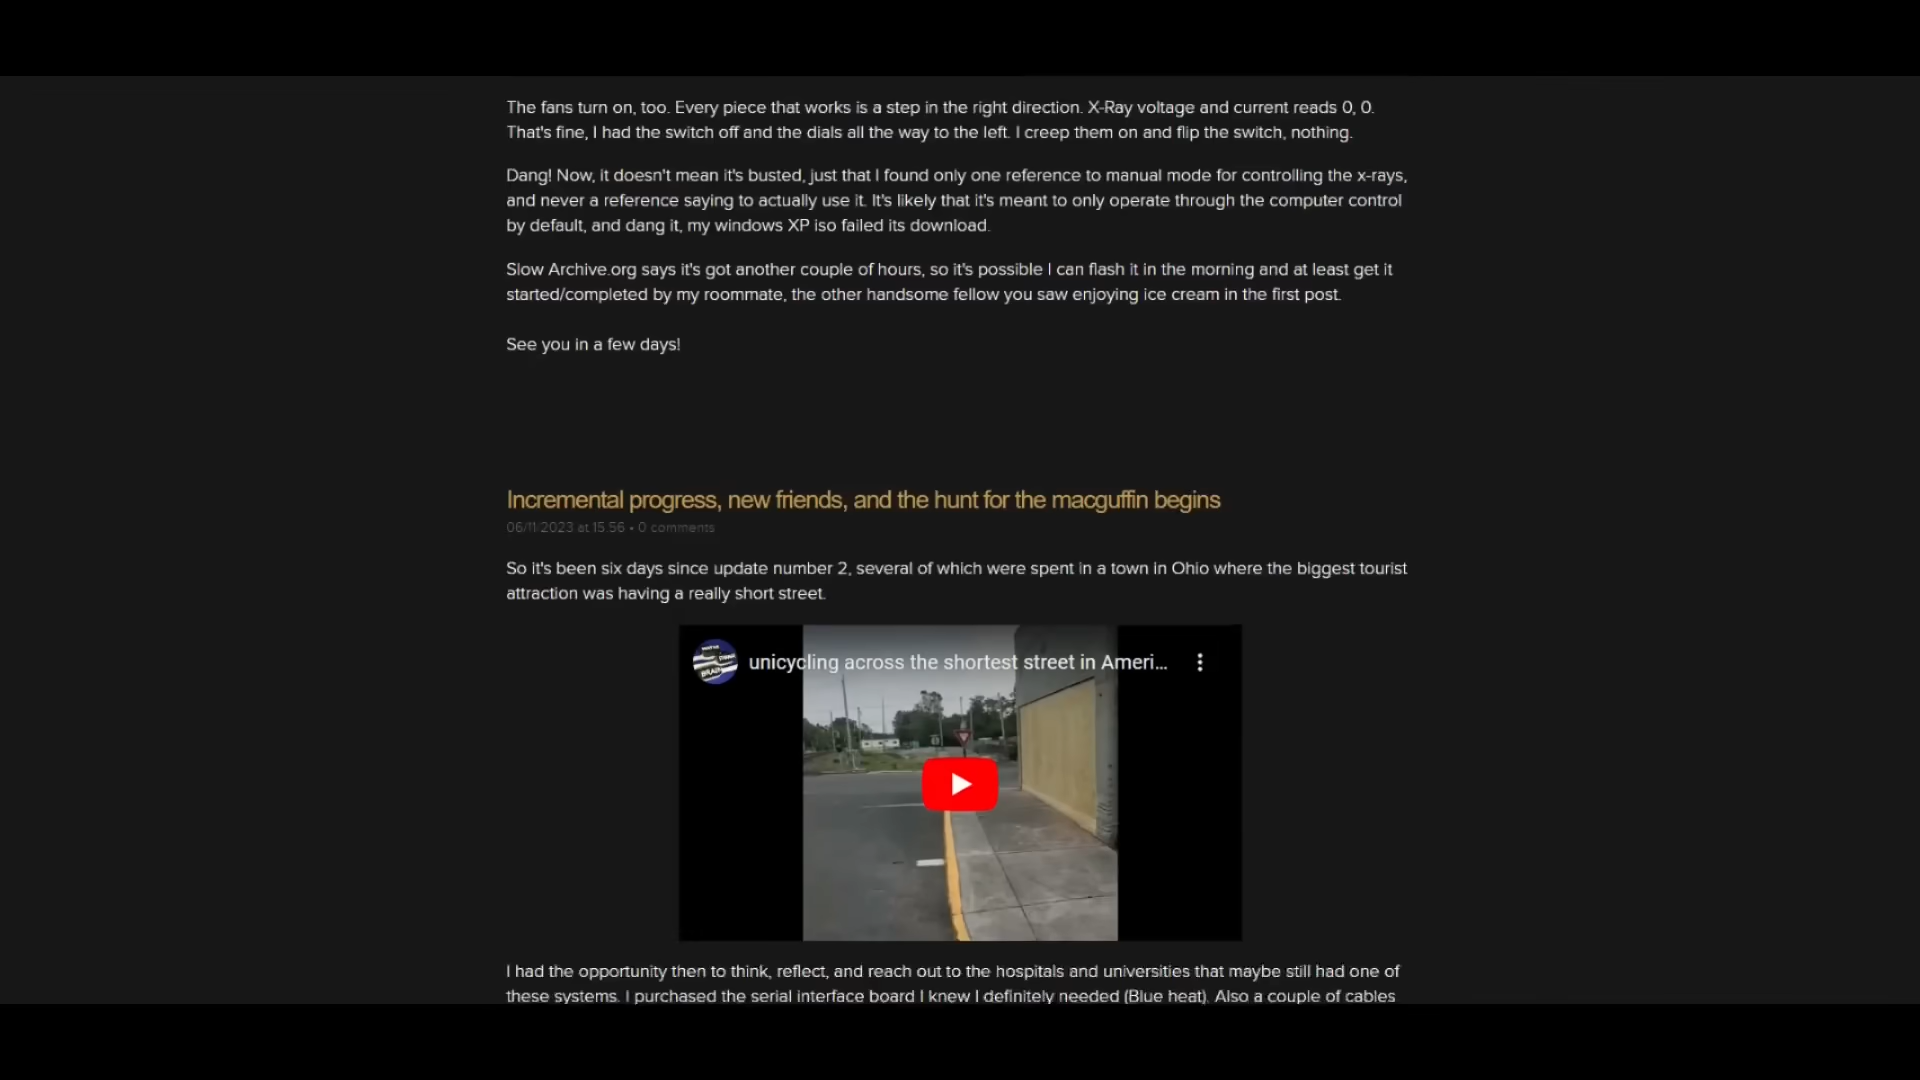 The fans turn on, too. Every piece that works is a step in the right direction. X-Ray voltage and current reads 0, 0.
That's fine, I had the switch off and the dials all the way to the left. I creep them on and flip the switch, nothing.
Dang! Now, it doesn't mean it's busted, just that I found only one reference to manual mode for controlling the x-rays,
and never a reference saying to actually use it. It's likely that it's meant to only operate through the computer control
by default, and dang it, my windows XP iso failed its download.
Slow Archive.org says it's got another couple of hours, so it's possible I can flash it in the morning and at least get it
started/completed by my roommate, the other handsome fellow you saw enjoying ice cream in the first post.
See you in a few days!
Incremental progress, new friends, and the hunt for the macguffin begins
06/11/2023 at 15:56 • 0 comments
So it's been six days since update number 2, several of which were spent in a town in Ohio where the biggest tourist
attraction was having a really short street.
unicycling across the shortest street in Ameri...
I had the opportunity then to think, reflect, and reach out to the hospitals and universities that maybe still had one of
these systems. I purchased the serial interface board I knew I definitely needed (Blue heat). Also a couple of cables